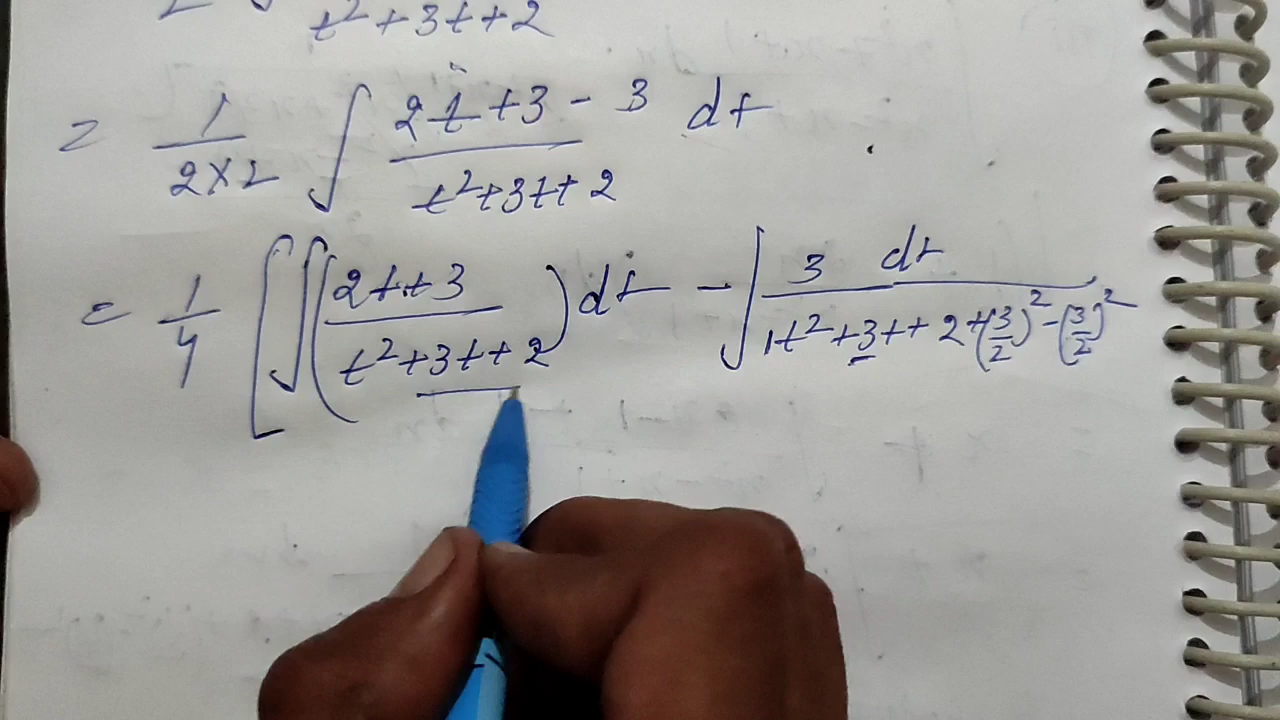 t²+3t+2
= 1/(2×2) ∫ (2t+3-3)/(t²+3t+2) dt
= 1/4 [∫((2t+3)/(t²+3t+2))dt - ∫ 3 dt/(1t²+3t+2+(3/2)²-(3/2)²)